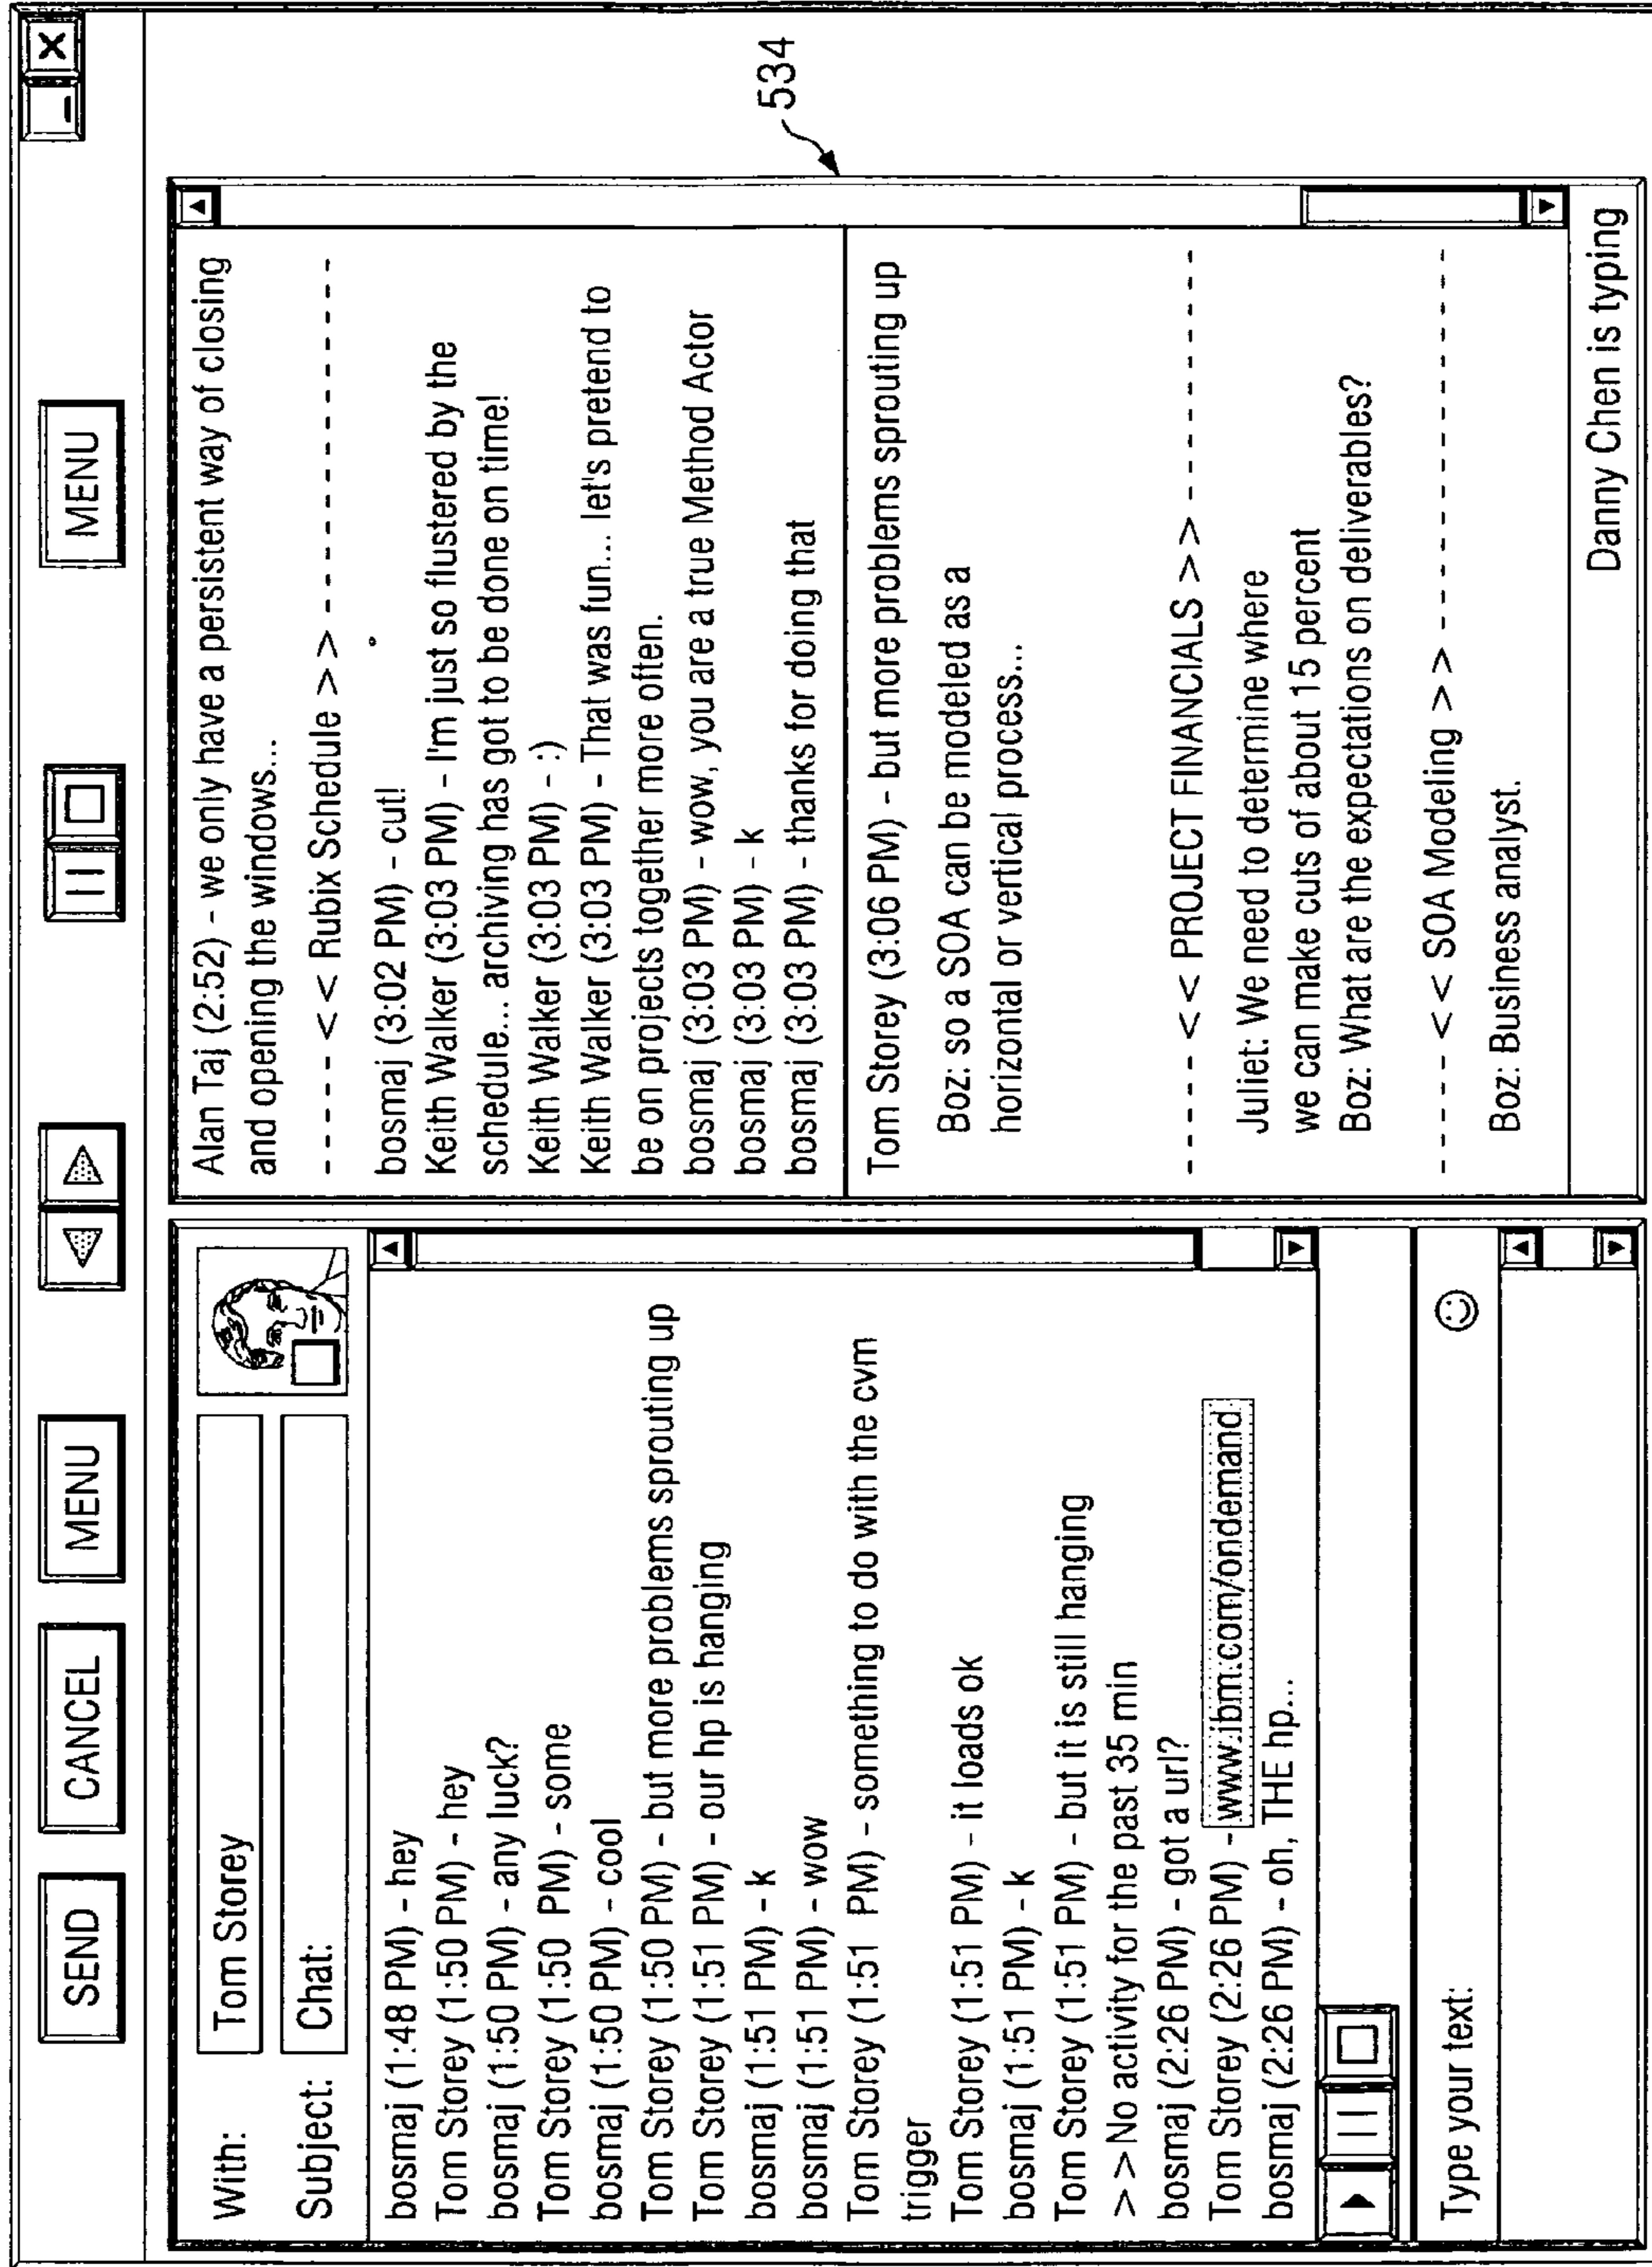 SEND
CANCEL
MENU
MENU
_
X
With:
Tom Storey
Subject:
Chat:
bosmaj (1:48 PM) - hey
Tom Storey (1:50 PM) - hey
bosmaj (1:50 PM) - any luck?
Tom Storey (1:50 PM) - some
bosmaj (1:50 PM) - cool
Tom Storey (1:50 PM) - but more problems sprouting up
Tom Storey (1:51 PM) - our hp is hanging
bosmaj (1:51 PM) - k
bosmaj (1:51 PM) - wow
Tom Storey (1:51 PM) - something to do with the cvm
trigger
Tom Storey (1:51 PM) - it loads ok
bosmaj (1:51 PM) - k
Tom Storey (1:51 PM) - but it is still hanging
> > No activity for the past 35 min
bosmaj (2:26 PM) - got a url?
Tom Storey (2:26 PM) - www.ibm.com/ondemand
bosmaj (2:26 PM) - oh, THE hp...
Type your text:
Alan Taj (2:52) - we only have a persistent way of closing
and opening the windows...
- - - - - < < Rubix Schedule > > - - - - - - - - - - - - -
bosmaj (3:02 PM) - cut!
Keith Walker (3:03 PM) - I'm just so flustered by the
schedule... archiving has got to be done on time!
Keith Walker (3:03 PM) - :)
Keith Walker (3:03 PM) - That was fun... let's pretend to
be on projects together more often.
bosmaj (3:03 PM) - wow, you are a true Method Actor
bosmaj (3:03 PM) - k
bosmaj (3:03 PM) - thanks for doing that
Tom Storey (3:06 PM) - but more problems sprouting up
Boz: so a SOA can be modeled as a
horizontal or vertical process...
- - - - - < < PROJECT FINANCIALS > > - - - - - - - - -
Juliet: We need to determine where
we can make cuts of about 15 percent
Boz: What are the expectations on deliverables?
- - - - - < < SOA Modeling > > - - - - - - - - - - - - - -
Boz: Business analyst.
Danny Chen is typing
534